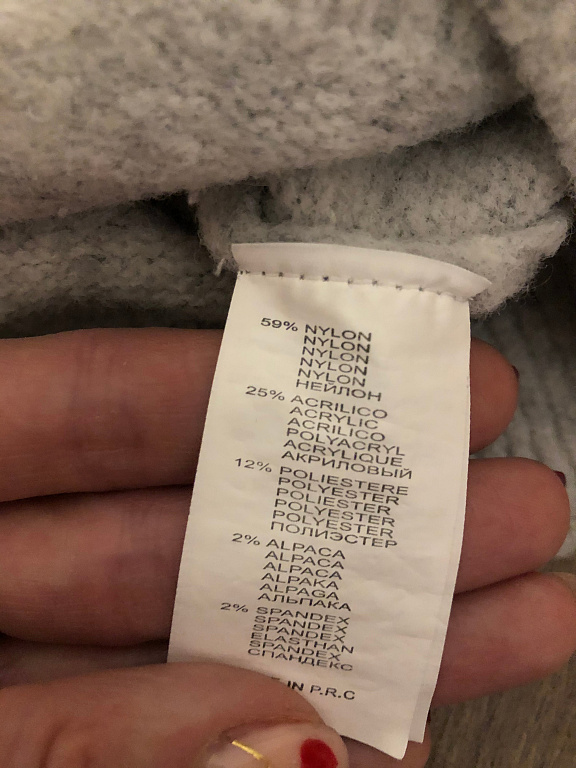 59% NYLON
NYLON
NYLON
NYLON
NYLON
НЕЙЛОН
25% ACRILICO
ACRYLIC
ACRILICO
POLYACRYL
ACRYLIQUE
АКРИЛОВЫЙ
12% POLIESTERE
POLYESTER
POLIESTER
POLYESTER
POLYESTER
ПОЛИЭСТЕР
2% ALPACA
ALPACA
ALPACA
ALPAKA
ALPAGA
АЛЬПАКА
2% SPANDEX
SPANDEX
SPANDEX
ELASTHAN
SPANDEX
СПАНДЕКС
IN P.R.C